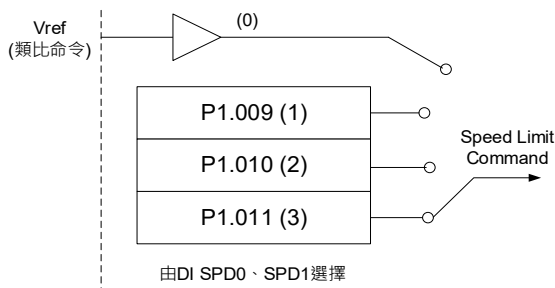 Vref
(類比命令)
(0)
P1.009 (1)
P1.010 (2)
P1.011 (3)
Speed Limit
Command
由DI SPD0、SPD1選擇